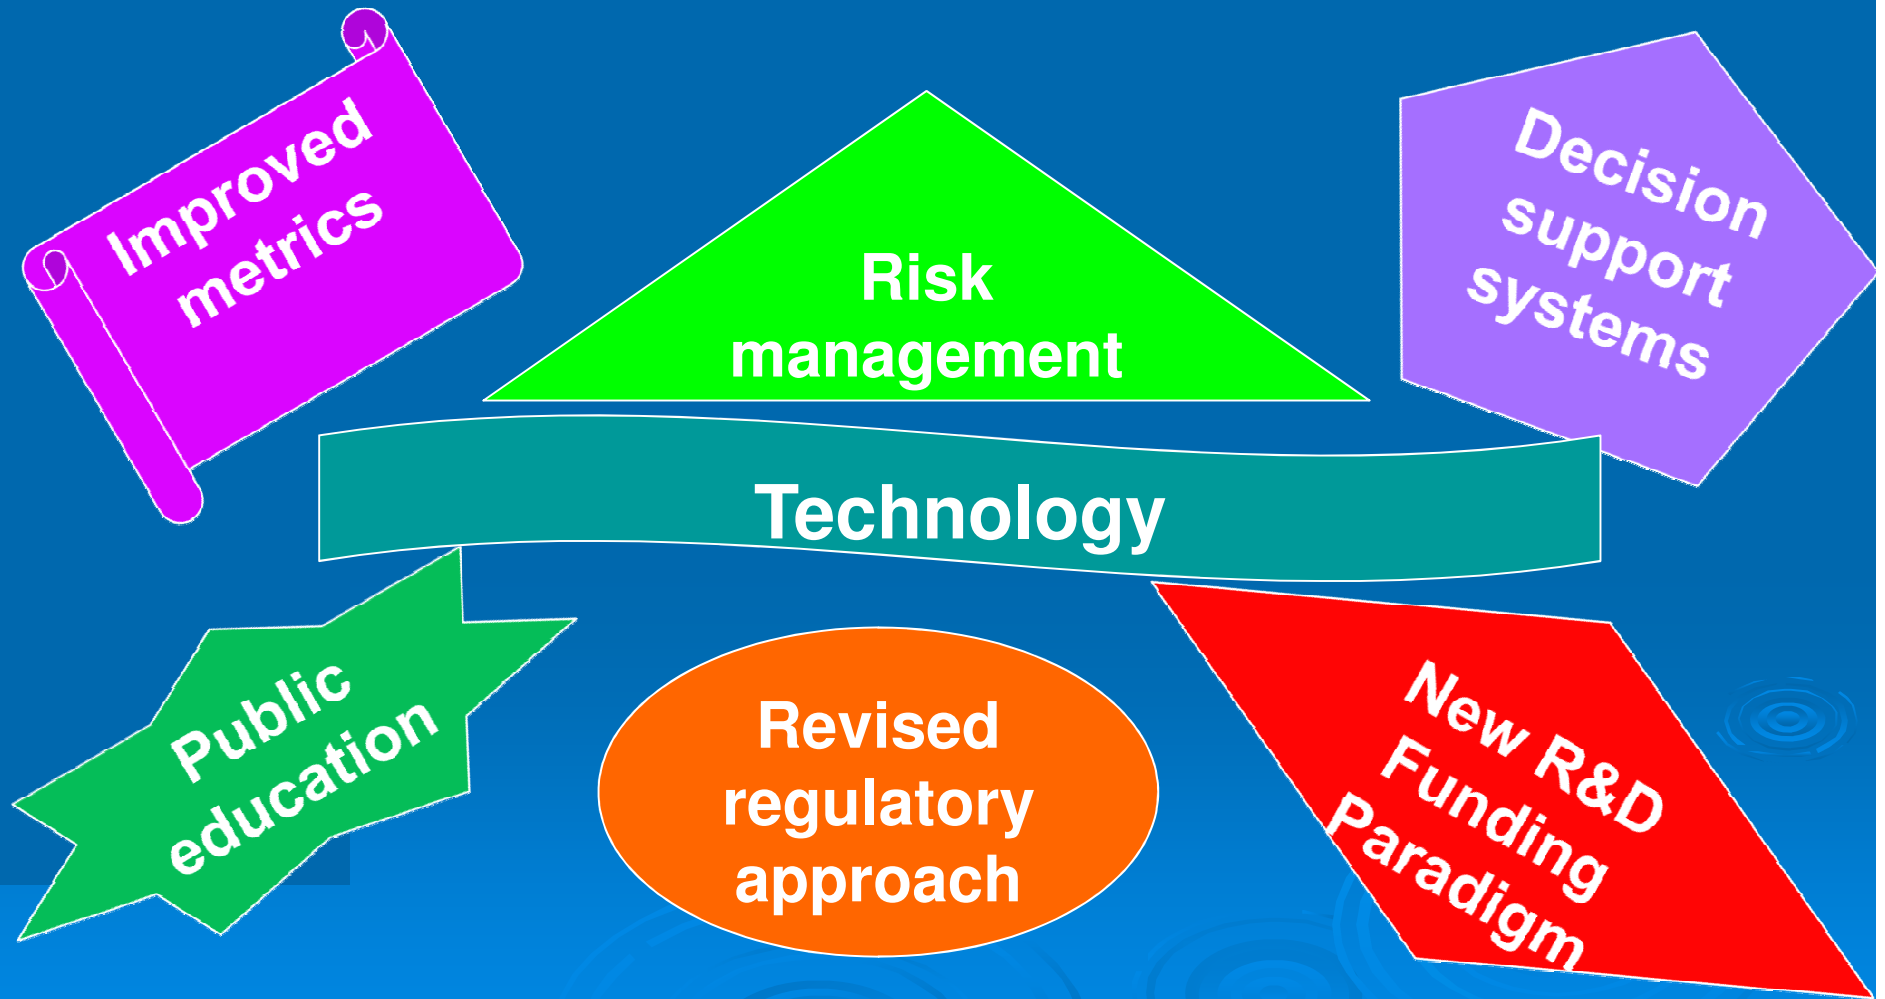 Improved
metrics
Risk
management
Decision
support
systems
Technology
Public
education
Revised
regulatory
approach
New R&D
Funding
Paradigm